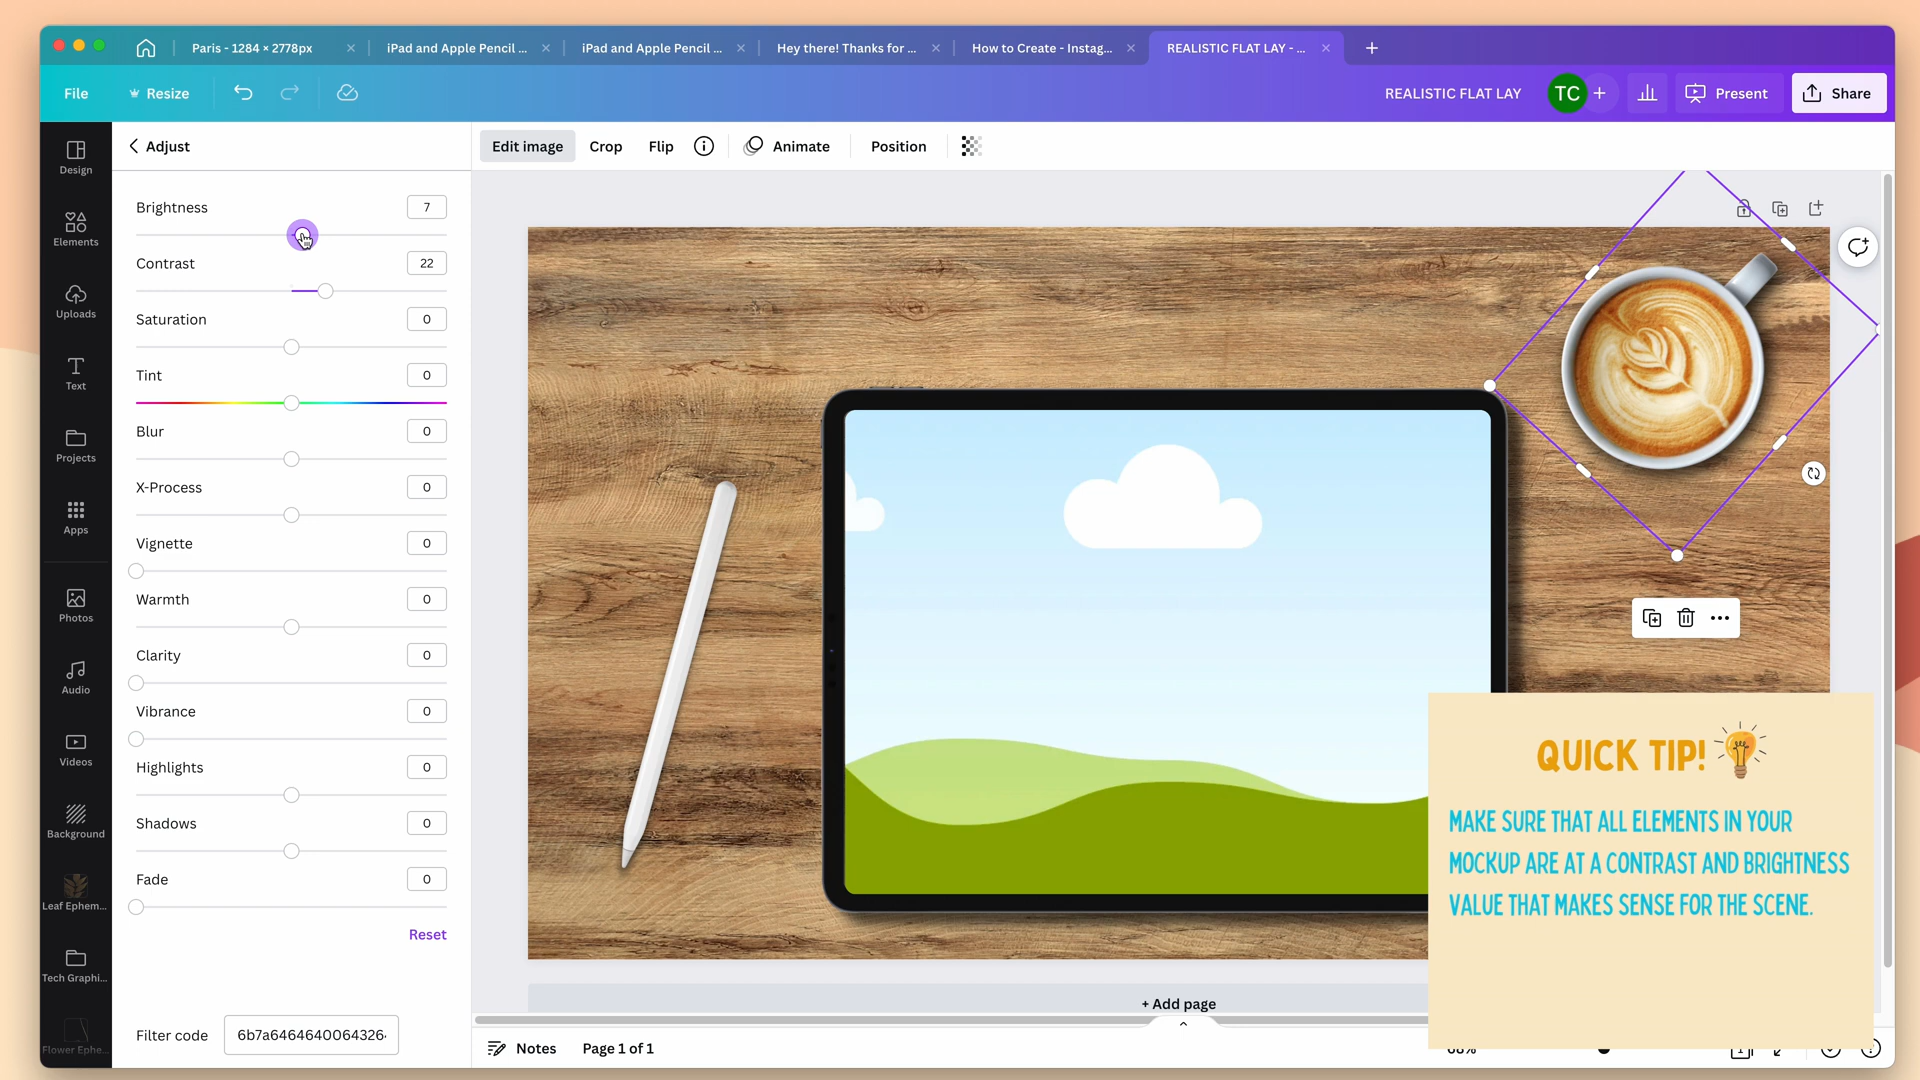 Paris - 1284 × 2778px
iPad and Apple Pencil ...
iPad and Apple Pencil ...
Hey there! Thanks for ...
How to Create - Instag...
REALISTIC FLAT LAY - ...
File
Resize
REALISTIC FLAT LAY
TC
Present
Share
Design
Elements
Uploads
Text
Projects
Apps
Photos
Audio
Videos
Background
Leaf Ephem...
Tech Graphi...
Flower Ephe...
Adjust
Brightness 7
Contrast 22
Saturation 0
Tint 0
Blur 0
X-Process 0
Vignette 0
Warmth 0
Clarity 0
Vibrance 0
Highlights 0
Shadows 0
Fade 0
Reset
Filter code 6b7a6464640064326
Edit image
Crop
Flip
Animate
Position
QUICK TIP!
MAKE SURE THAT ALL ELEMENTS IN YOUR
MOCKUP ARE AT A CONTRAST AND BRIGHTNESS
VALUE THAT MAKES SENSE FOR THE SCENE.
+ Add page
Notes
Page 1 of 1